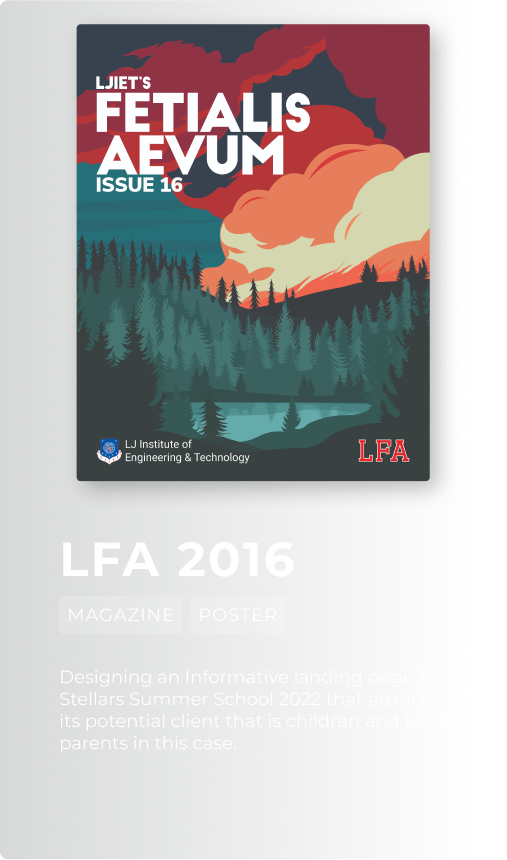 LJIET'S
FETIALIS
AEVUM
ISSUE 16
LJ Institute of
Engineering & Technology
LFA
LFA 2016
MAGAZINE POSTER
Designing an Informative landing page
Stellars Summer School 2022 that
its potential client that is children and
parents in this case.